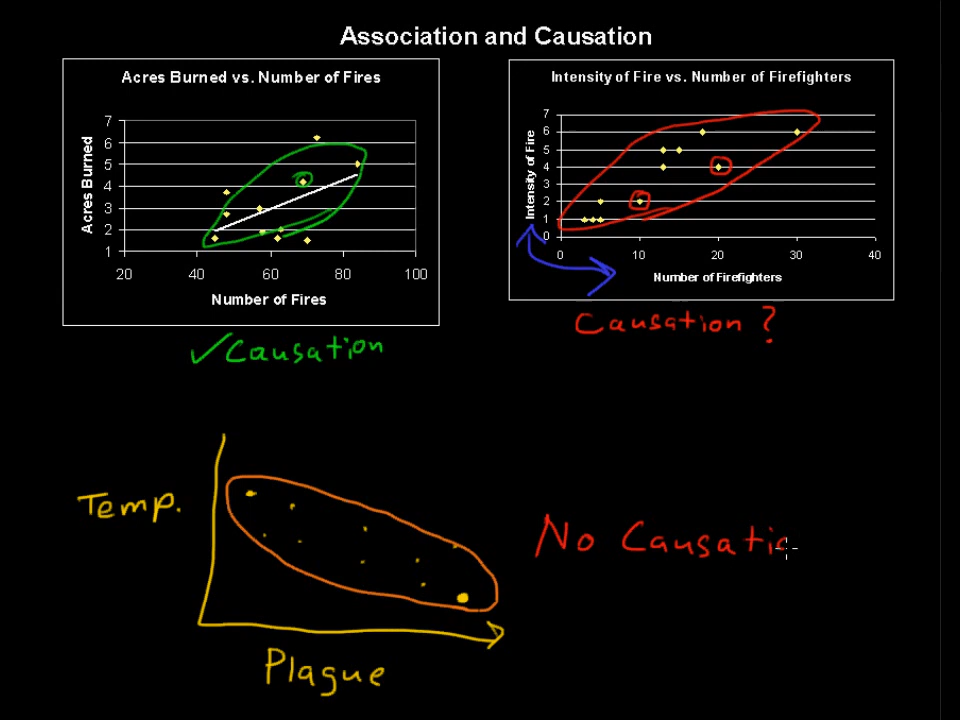 Association and Causation
Acres Burned vs. Number of Fires
Acres Burned
7
6
5
4
3
2
1
20 40 60 80 100
Number of Fires
✓Causation
Intensity of Fire vs. Number of Firefighters
Intensity of Fire
7
6
5
4
3
2
1
0
0 10 20 30 40
Number of Firefighters
Causation ?
Temp.
Plague
No Causatio